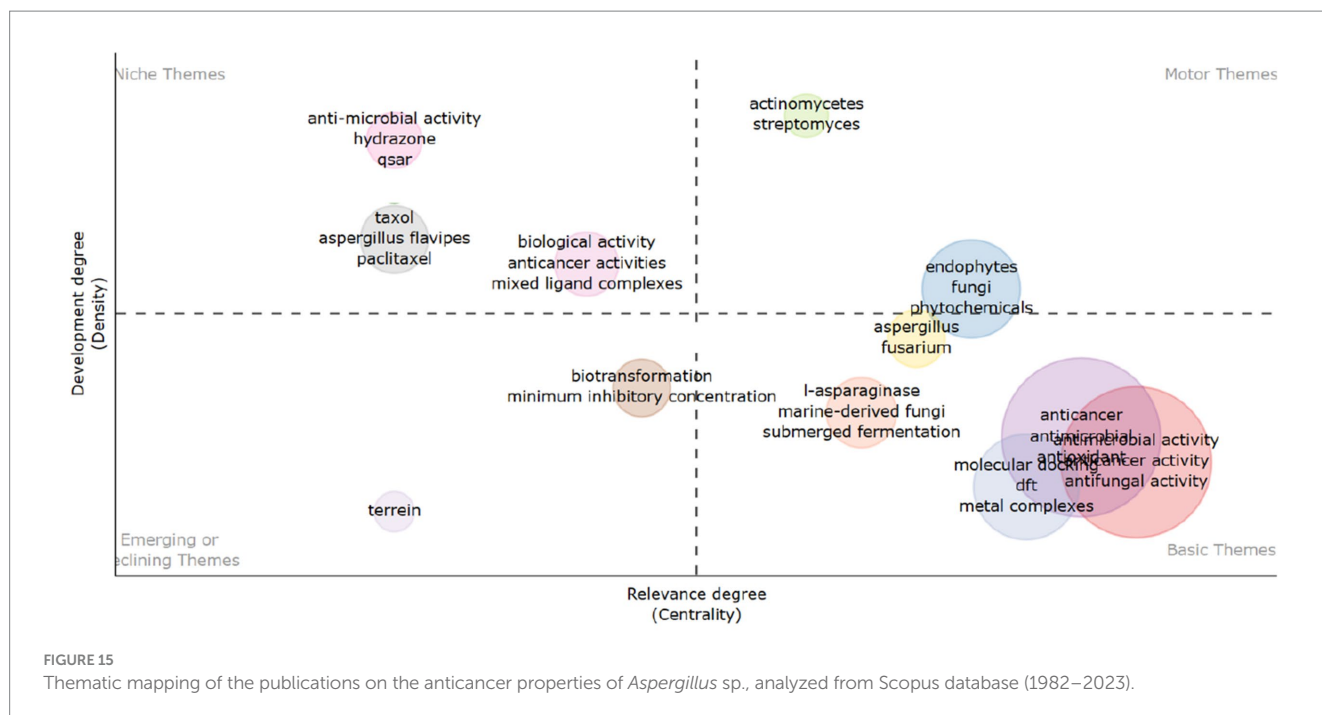 Niche Themes
Motor Themes
anti-microbial activity
hydrazone
qsar
actinomycetes
streptomyces
taxol
aspergillus flavipes
paclitaxel
biological activity
anticancer activities
mixed ligand complexes
endophytes
fungi
phytochemicals
aspergillus
fusarium
biotransformation
minimum inhibitory concentration
l-asparaginase
marine-derived fungi
submerged fermentation
anticancer
antimicrobial
antioxidant
antimicrobial activity
anticancer activity
antifungal activity
molecular docking
dft
metal complexes
terrein
Emerging or
eclining Themes
Basic Themes
Development degree
(Density)
Relevance degree
(Centrality)
FIGURE 15
Thematic mapping of the publications on the anticancer properties of Aspergillus sp., analyzed from Scopus database (1982–2023).